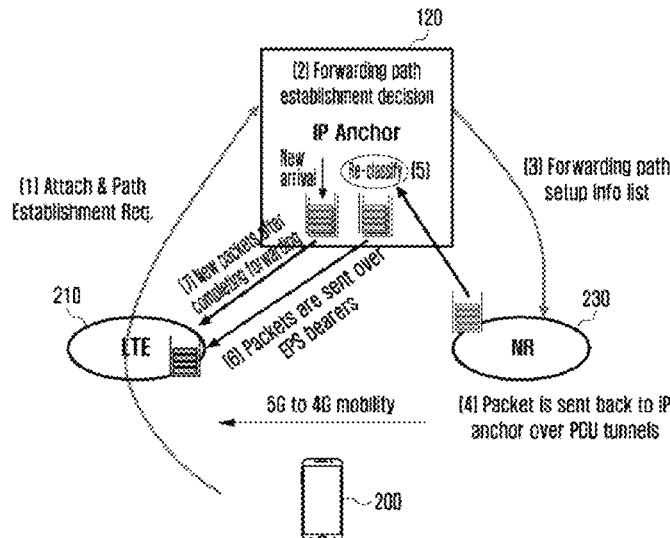 120
(2) Forwarding path
establishment decision
IP Anchor
New
arrival
Re-classify
(5)
(1) Attach & Path
Establishment Req.
(3) Forwarding path
setup info list
(7) New packets after
completing forwarding
(6) Packets are sent over
EPS bearers
210
LTE
230
NR
5G to 4G mobility
(4) Packet is sent back to IP
anchor over PDU tunnels
200